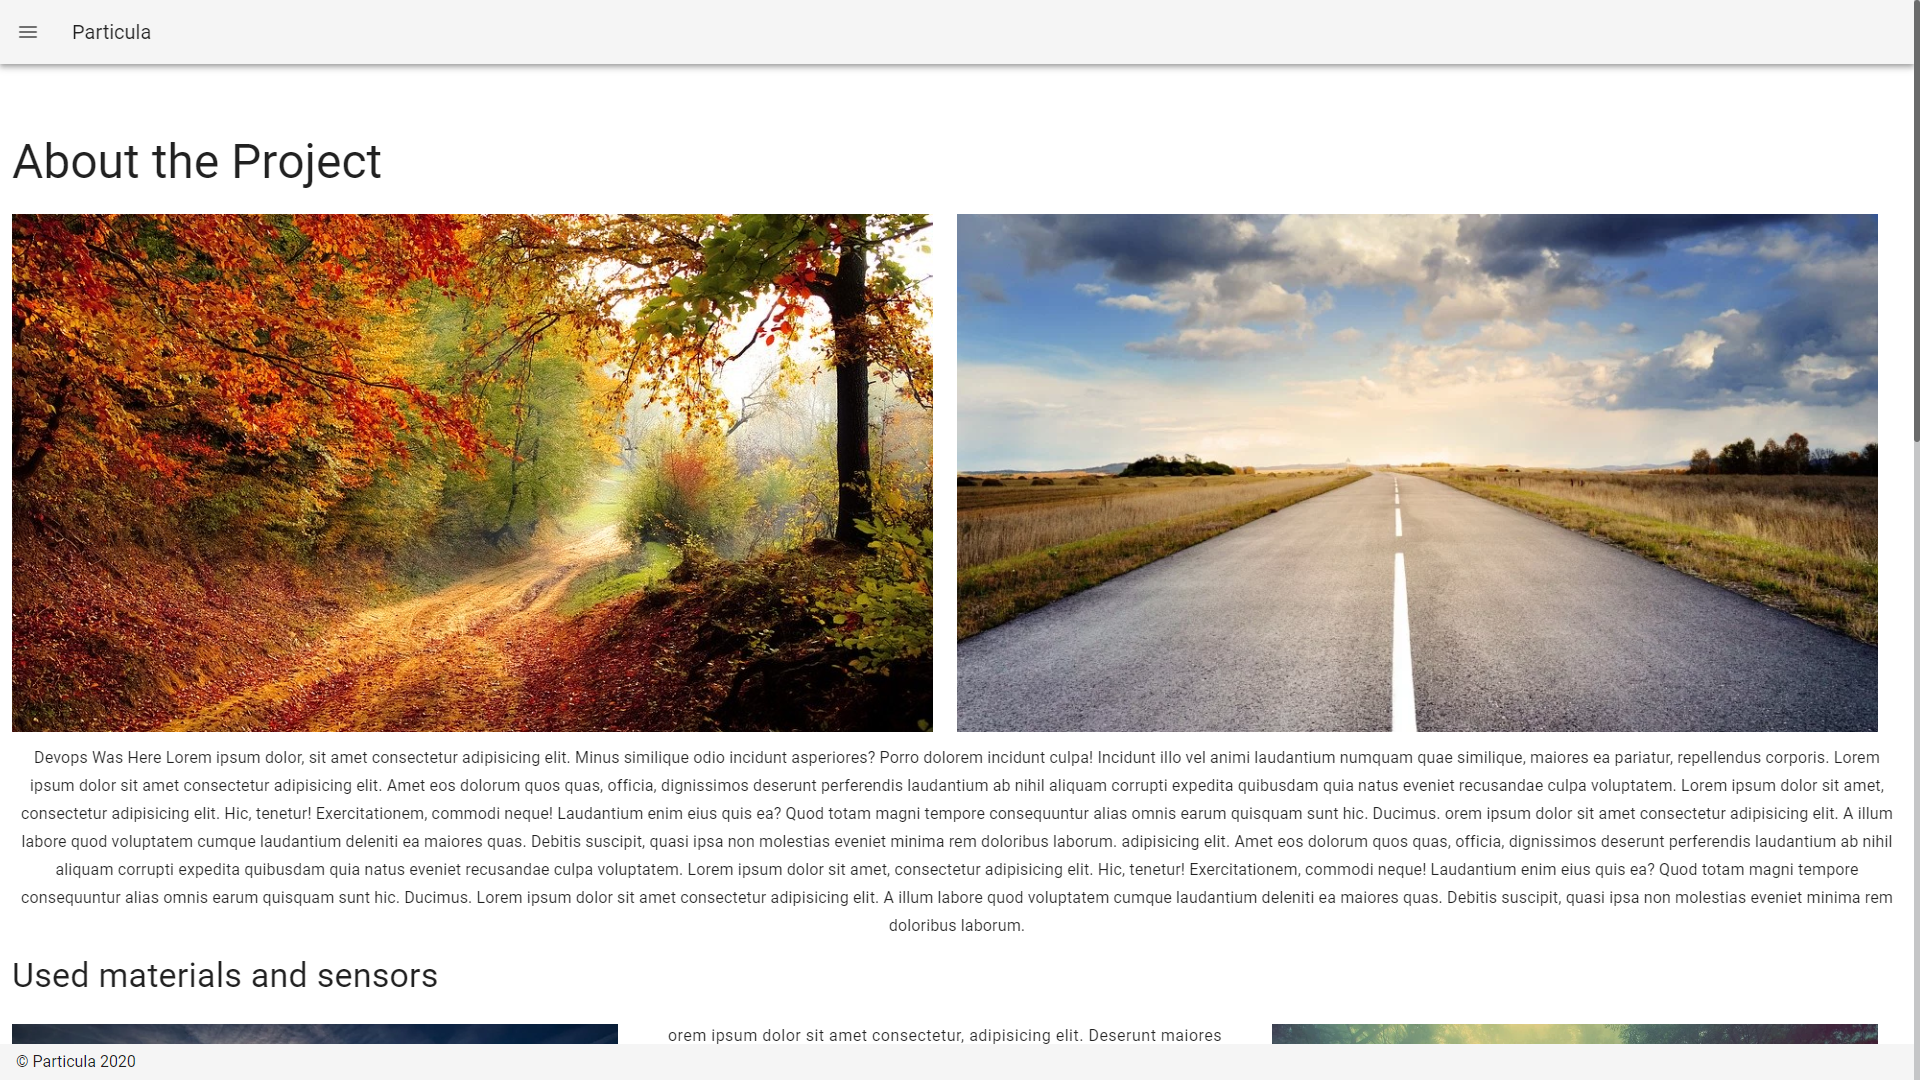 Particula
About the Project
Devops Was Here Lorem ipsum dolor, sit amet consectetur adipisicing elit. Minus similique odio incidunt asperiores? Porro dolorem incidunt culpa! Incidunt illo vel animi laudantium numquam quae similique, maiores ea pariatur, repellendus corporis. Lorem
ipsum dolor sit amet consectetur adipisicing elit. Amet eos dolorum quos quas, officia, dignissimos deserunt perferendis laudantium ab nihil aliquam corrupti expedita quibusdam quia natus eveniet recusandae culpa voluptatem. Lorem ipsum dolor sit amet,
consectetur adipisicing elit. Hic, tenetur! Exercitationem, commodi neque! Laudantium enim eius quis ea? Quod totam magni tempore consequuntur alias omnis earum quisquam sunt hic. Ducimus. orem ipsum dolor sit amet consectetur adipisicing elit. A illum
labore quod voluptatem cumque laudantium deleniti ea maiores quas. Debitis suscipit, quasi ipsa non molestias eveniet minima rem doloribus laborum. adipisicing elit. Amet eos dolorum quos quas, officia, dignissimos deserunt perferendis laudantium ab nihil
aliquam corrupti expedita quibusdam quia natus eveniet recusandae culpa voluptatem. Lorem ipsum dolor sit amet, consectetur adipisicing elit. Hic, tenetur! Exercitationem, commodi neque! Laudantium enim eius quis ea? Quod totam magni tempore
consequuntur alias omnis earum quisquam sunt hic. Ducimus. Lorem ipsum dolor sit amet consectetur adipisicing elit. A illum labore quod voluptatem cumque laudantium deleniti ea maiores quas. Debitis suscipit, quasi ipsa non molestias eveniet minima rem
doloribus laborum.
Used materials and sensors
orem ipsum dolor sit amet consectetur, adipisicing elit. Deserunt maiores
© Particula 2020